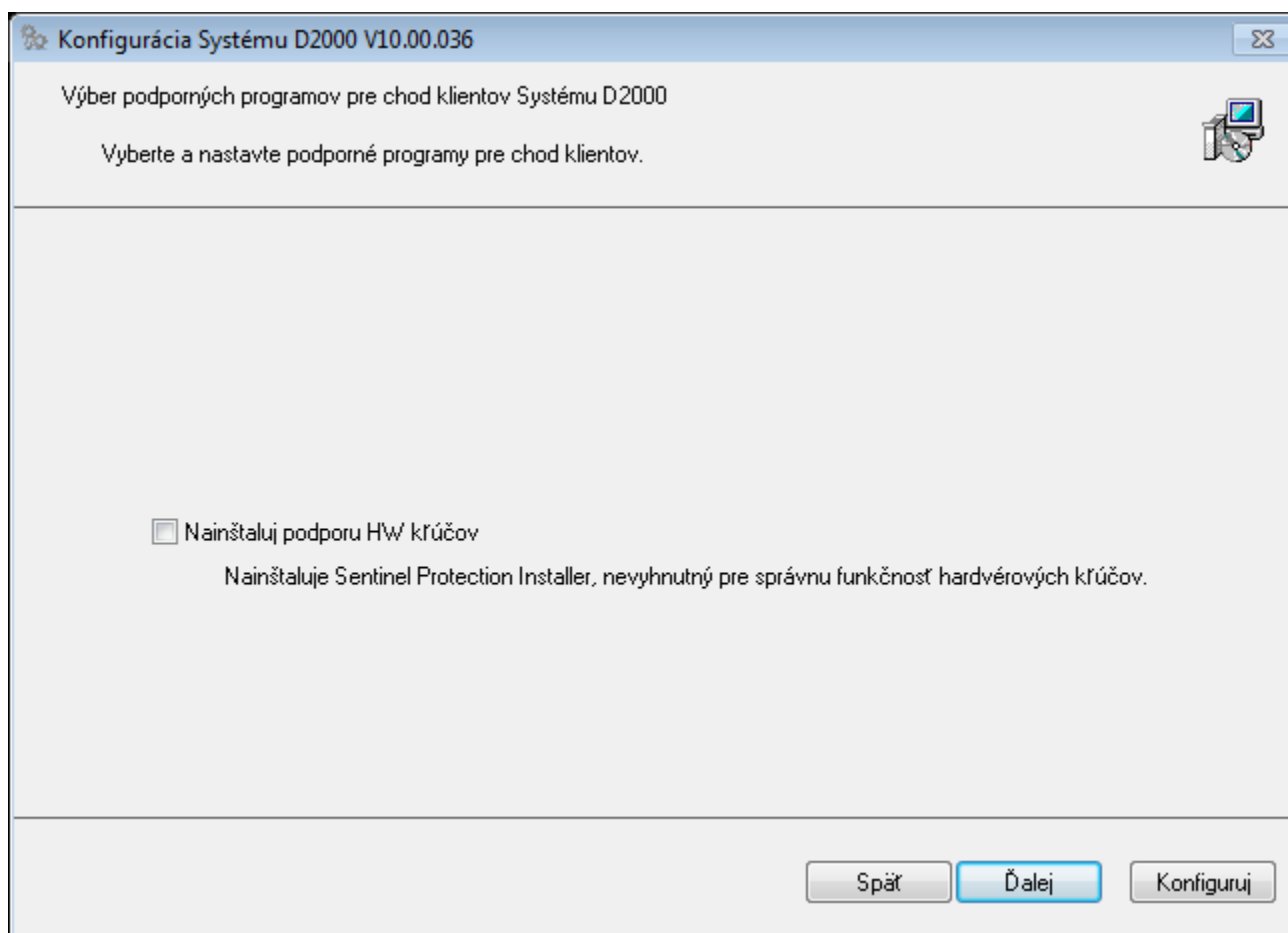 Konfigurácia Systému D2000 V10.00.036
Výber podporných programov pre chod klientov Systému D2000
Vyberte a nastavte podporné programy pre chod klientov.
Nainštaluj podporu HW kľúčov
Nainštaluje Sentinel Protection Installer, nevyhnutný pre správnu funkčnosť hardvérových kľúčov.
Späť
Ďalej
Konfiguruj